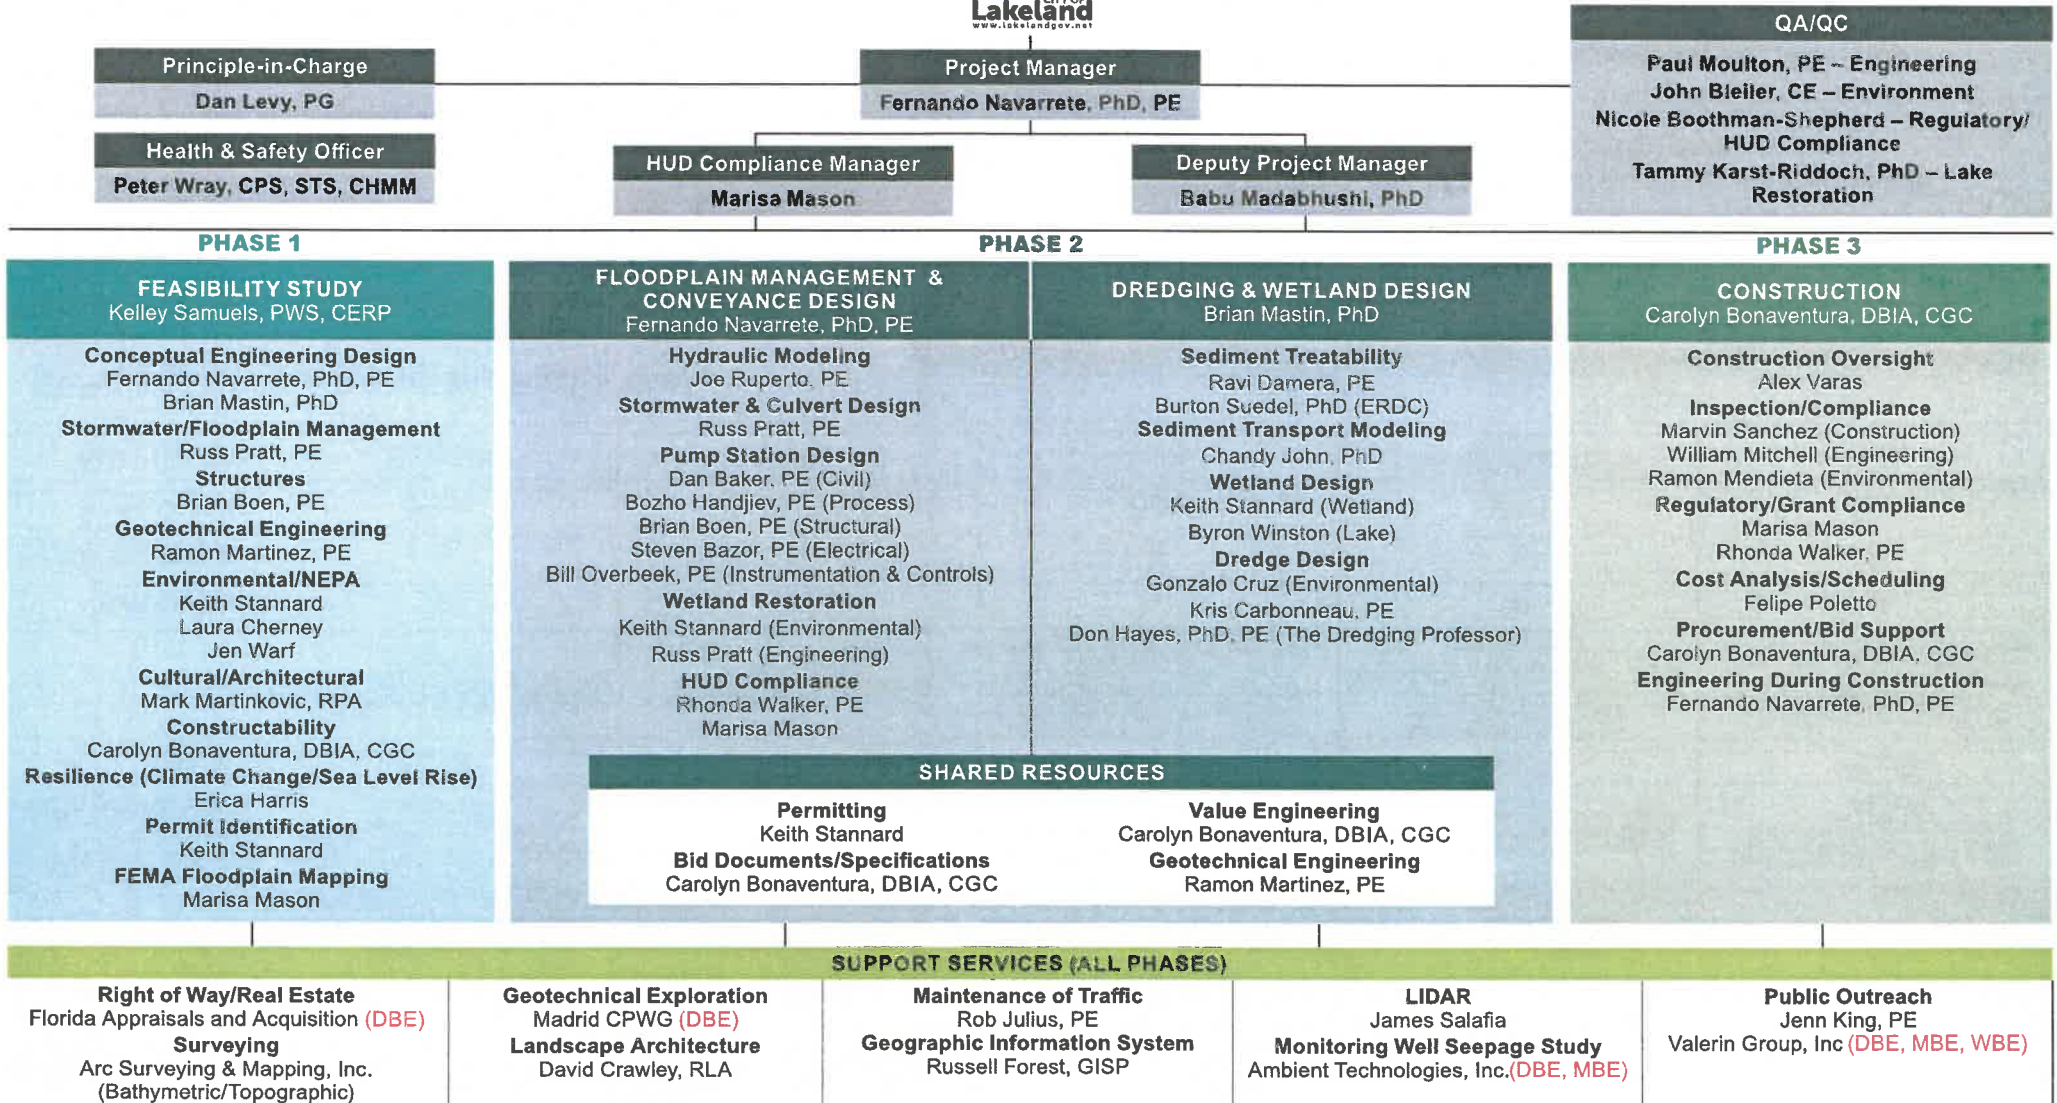 Lakeland
www.lakelandgov.net
Principle-in-Charge
Dan Levy, PG
Health & Safety Officer
Peter Wray, CPS, STS, CHMM
Project Manager
Fernando Navarrete, PhD, PE
HUD Compliance Manager
Marisa Mason
Deputy Project Manager
Babu Madabhushi, PhD
QA/QC
Paul Moulton, PE – Engineering
John Bleiler, CE – Environment
Nicole Boothman-Shepherd – Regulatory/
HUD Compliance
Tammy Karst-Riddoch, PhD – Lake
Restoration
PHASE 1
FEASIBILITY STUDY
Kelley Samuels, PWS, CERP
Conceptual Engineering Design
Fernando Navarrete, PhD, PE
Brian Mastin, PhD
Stormwater/Floodplain Management
Russ Pratt, PE
Structures
Brian Boen, PE
Geotechnical Engineering
Ramon Martinez, PE
Environmental/NEPA
Keith Stannard
Laura Cherney
Jen Warf
Cultural/Architectural
Mark Martinkovic, RPA
Constructability
Carolyn Bonaventura, DBIA, CGC
Resilience (Climate Change/Sea Level Rise)
Erica Harris
Permit Identification
Keith Stannard
FEMA Floodplain Mapping
Marisa Mason
PHASE 2
FLOODPLAIN MANAGEMENT &
CONVEYANCE DESIGN
Fernando Navarrete, PhD, PE
Hydraulic Modeling
Joe Ruperto, PE
Stormwater & Culvert Design
Russ Pratt, PE
Pump Station Design
Dan Baker, PE (Civil)
Bozho Handjiev, PE (Process)
Brian Boen, PE (Structural)
Steven Bazor, PE (Electrical)
Bill Overbeek, PE (Instrumentation & Controls)
Wetland Restoration
Keith Stannard (Environmental)
Russ Pratt (Engineering)
HUD Compliance
Rhonda Walker, PE
Marisa Mason
DREDGING & WETLAND DESIGN
Brian Mastin, PhD
Sediment Treatability
Ravi Damera, PE
Burton Suedel, PhD (ERDC)
Sediment Transport Modeling
Chandy John, PhD
Wetland Design
Keith Stannard (Wetland)
Byron Winston (Lake)
Dredge Design
Gonzalo Cruz (Environmental)
Kris Carbonneau, PE
Don Hayes, PhD, PE (The Dredging Professor)
SHARED RESOURCES
Permitting
Keith Stannard
Bid Documents/Specifications
Carolyn Bonaventura, DBIA, CGC
Value Engineering
Carolyn Bonaventura, DBIA, CGC
Geotechnical Engineering
Ramon Martinez, PE
PHASE 3
CONSTRUCTION
Carolyn Bonaventura, DBIA, CGC
Construction Oversight
Alex Varas
Inspection/Compliance
Marvin Sanchez (Construction)
William Mitchell (Engineering)
Ramon Mendieta (Environmental)
Regulatory/Grant Compliance
Marisa Mason
Rhonda Walker, PE
Cost Analysis/Scheduling
Felipe Poletto
Procurement/Bid Support
Carolyn Bonaventura, DBIA, CGC
Engineering During Construction
Fernando Navarrete, PhD, PE
SUPPORT SERVICES (ALL PHASES)
Right of Way/Real Estate
Florida Appraisals and Acquisition (DBE)
Surveying
Arc Surveying & Mapping, Inc.
(Bathymetric/Topographic)
Geotechnical Exploration
Madrid CPWG (DBE)
Landscape Architecture
David Crawley, RLA
Maintenance of Traffic
Rob Julius, PE
Geographic Information System
Russell Forest, GISP
LIDAR
James Salafia
Monitoring Well Seepage Study
Ambient Technologies, Inc.(DBE, MBE)
Public Outreach
Jenn King, PE
Valerin Group, Inc (DBE, MBE, WBE)